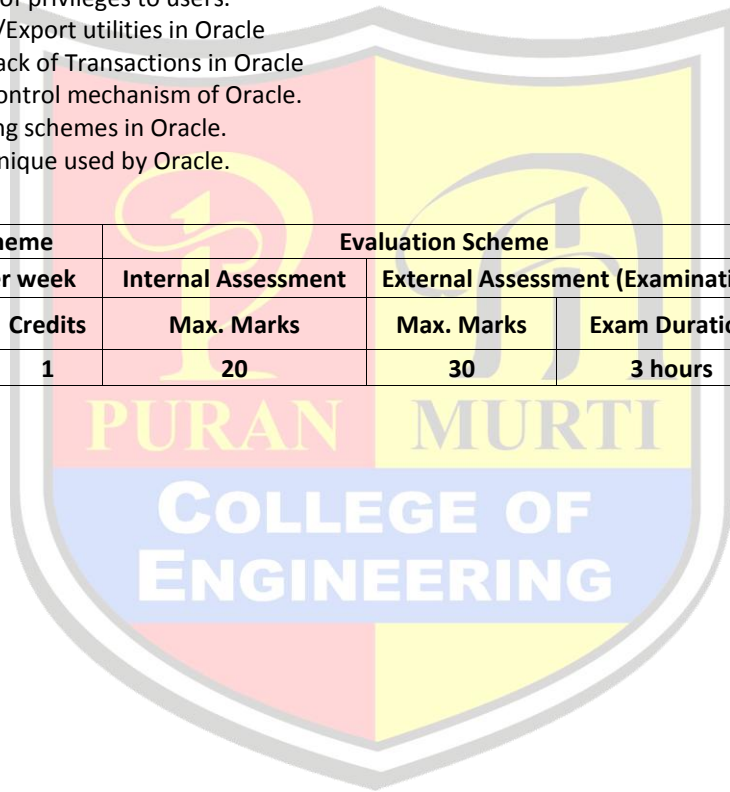 of privileges to users.
/Export utilities in Oracle
ack of Transactions in Oracle
ontrol mechanism of Oracle.
ng schemes in Oracle.
nique used by Oracle.
heme Evaluation Scheme
er week Internal Assessment External Assessment (Examinati
Credits Max. Marks Max. Marks Exam Duratio
1 20 30 3 hours
PURAN MURTI
COLLEGE OF
ENGINEERING